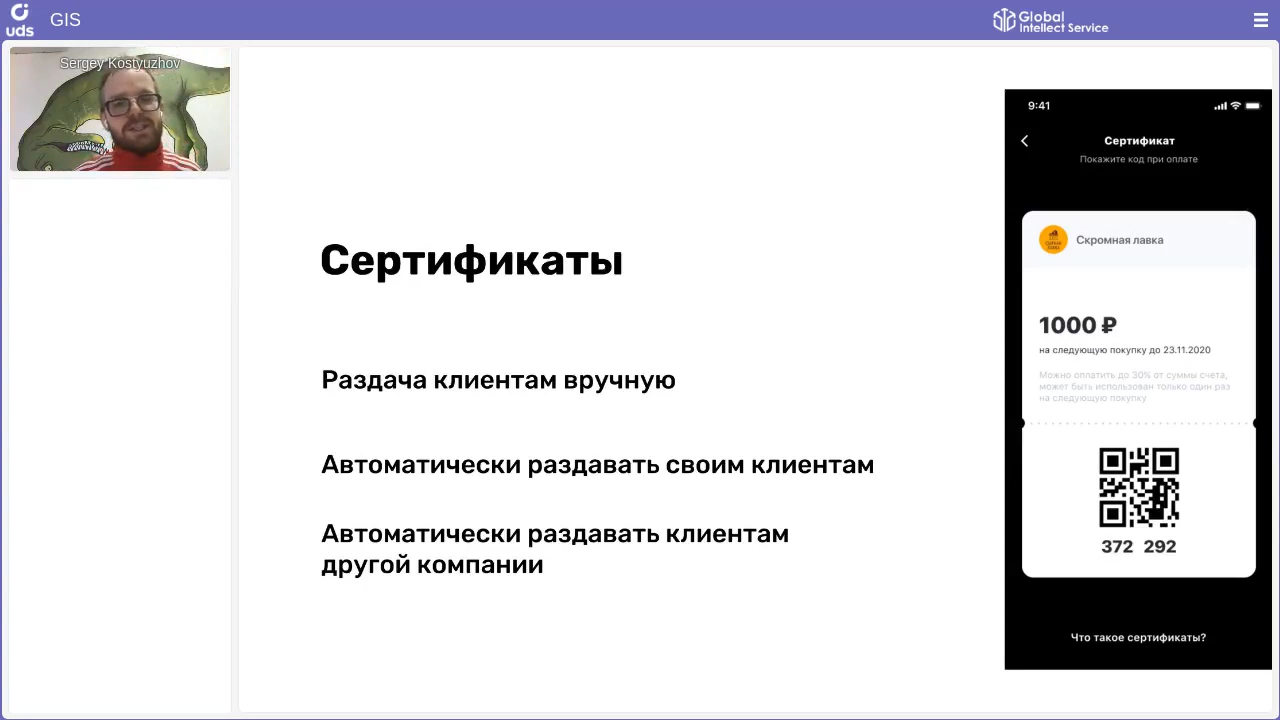 uds
GIS
Global
Intellect Service
Sergey Kostyuzhov
Сертификаты
Раздача клиентам вручную
Автоматически раздавать своим клиентам
Автоматически раздавать клиентам
другой компании
9:41
Сертификат
Покажите код при оплате
Скромная лавка
1000 ₽
на следующую покупку до 23.11.2020
Можно оплатить до 30% от суммы счета,
может быть использован только один раз
на следующую покупку
372 292
Что такое сертификаты?